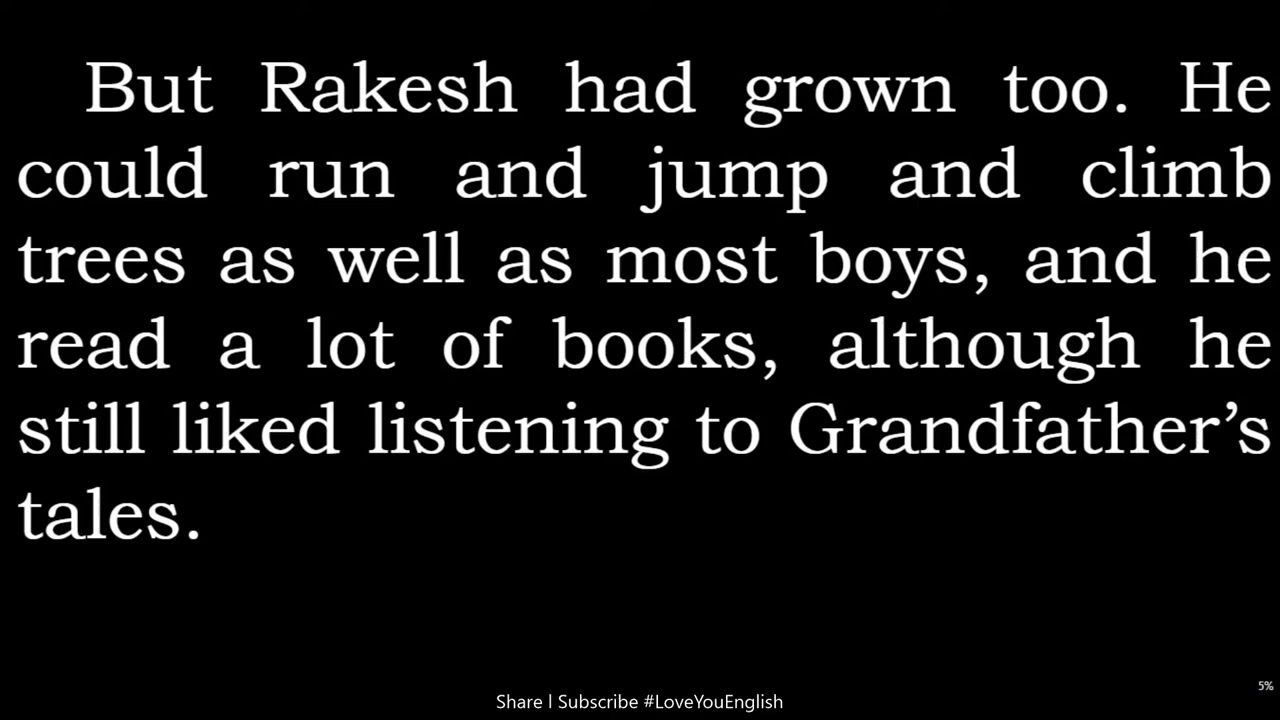 But Rakesh had grown too. He
could run and jump and climb
trees as well as most boys, and he
read a lot of books, although he
still liked listening to Grandfather’s
tales.
5%
Share | Subscribe #LoveYouEnglish